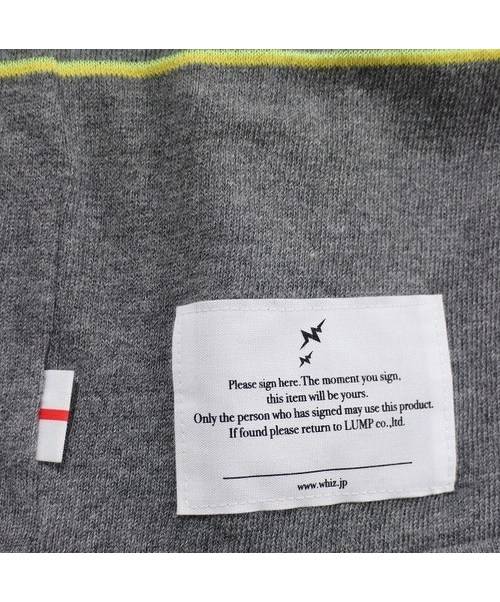 Please sign here.The moment you sign,
this item will be yours.
Only the person who has signed may use this product.
If found please return to LUMP co.,ltd.
www.whiz.jp